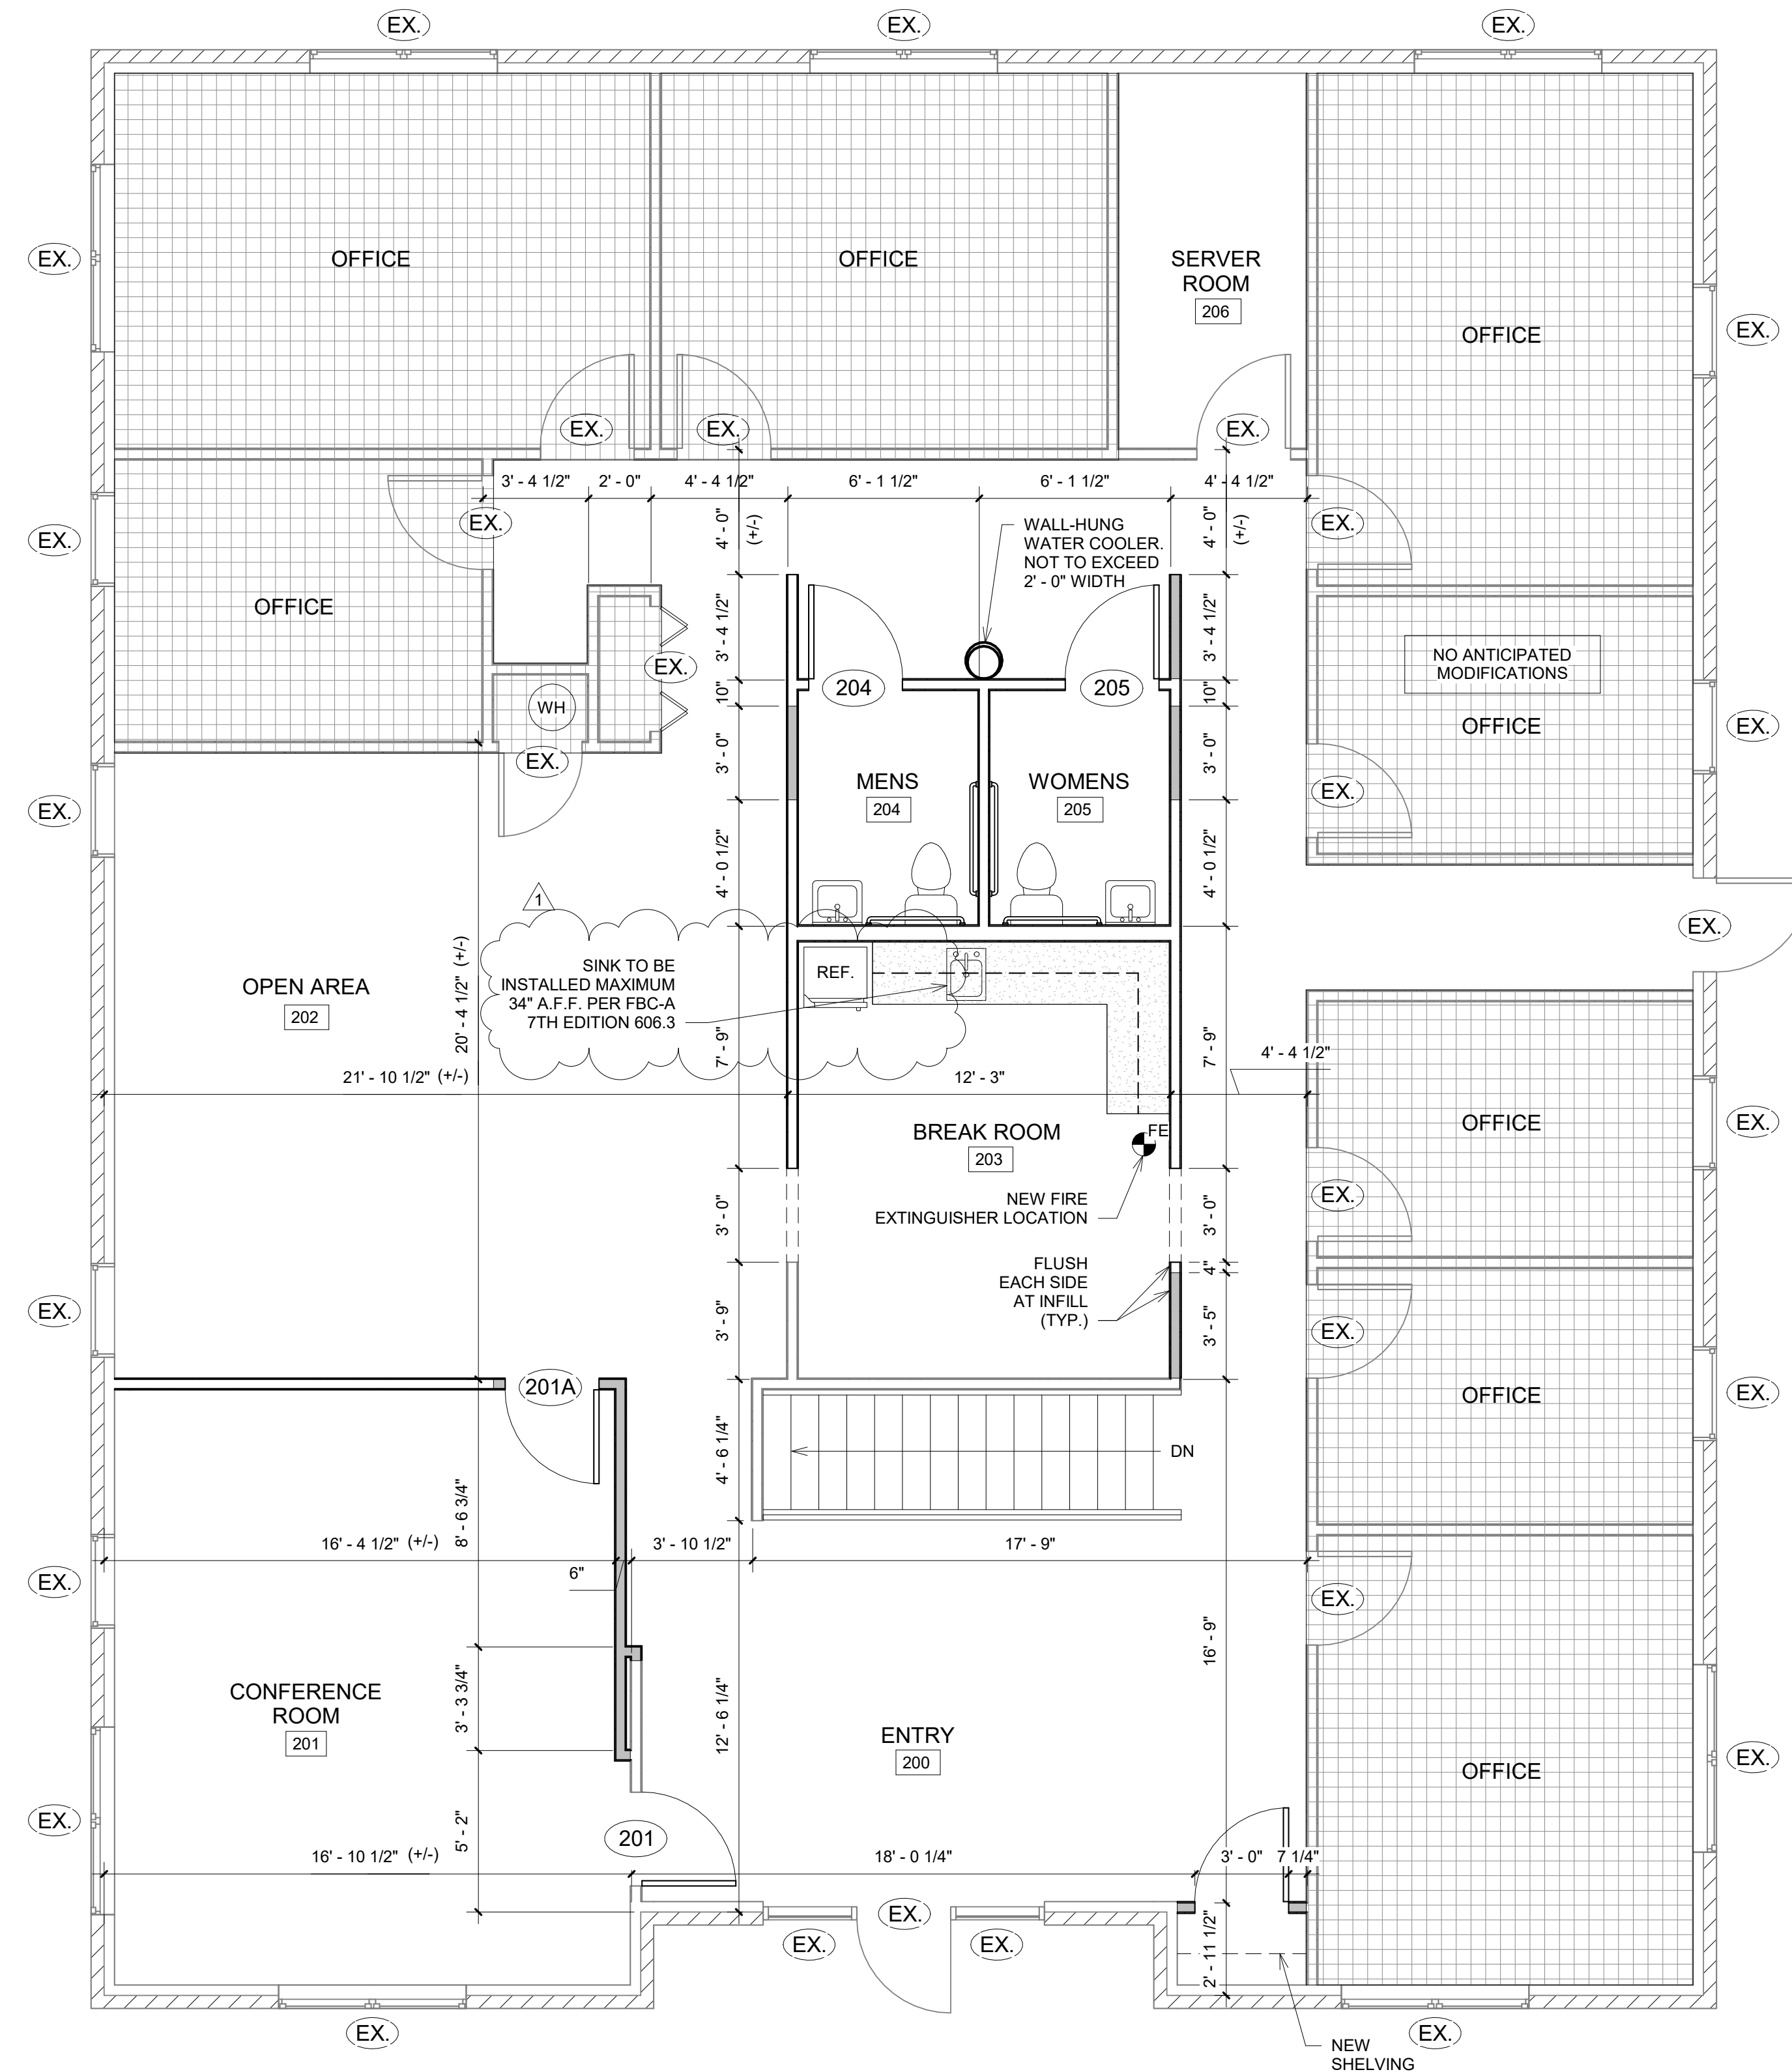 EX.
EX.
EX.
OFFICE
OFFICE
SERVER
ROOM
206
EX.
EX.
OFFICE
EX.
EX.
EX.
3' - 4 1/2"
2' - 0"
4' - 4 1/2"
6' - 1 1/2"
6' - 1 1/2"
4' - 4 1/2"
EX.
EX.
EX.
4' - 0"
(+/-)
WALL-HUNG
WATER COOLER.
NOT TO EXCEED
2' - 0" WIDTH
4' - 0"
(+/-)
OFFICE
3' - 4 1/2"
3' - 4 1/2"
EX.
NO ANTICIPATED
MODIFICATIONS
204
205
10"
10"
WH
OFFICE
EX.
EX.
3' - 0"
3' - 0"
MENS
204
WOMENS
205
EX.
EX.
4' - 0 1/2"
4' - 0 1/2"
1
EX.
OPEN AREA
202
20' - 4 1/2" (+/-)
SINK TO BE
INSTALLED MAXIMUM
34" A.F.F. PER FBC-A
7TH EDITION 606.3
REF.
7' - 9"
7' - 9"
4' - 4 1/2"
21' - 10 1/2" (+/-)
12' - 3"
BREAK ROOM
203
FE
OFFICE
EX.
NEW FIRE
EXTINGUISHER LOCATION
3' - 0"
3' - 0"
EX.
FLUSH
EACH SIDE
AT INFILL
(TYP.)
4"
3' - 9"
3' - 5"
EX.
EX.
201A
OFFICE
EX.
4' - 6 1/4"
DN
8' - 6 3/4"
16' - 4 1/2" (+/-)
3' - 10 1/2"
17' - 9"
6"
EX.
EX.
16' - 9"
CONFERENCE
ROOM
201
3' - 3 3/4"
12' - 6 1/4"
ENTRY
200
OFFICE
EX.
EX.
5' - 2"
201
16' - 10 1/2" (+/-)
18' - 0 1/4"
3' - 0"
7 1/4"
EX.
EX.
EX.
2' - 11 1/2"
EX.
EX.
NEW
SHELVING